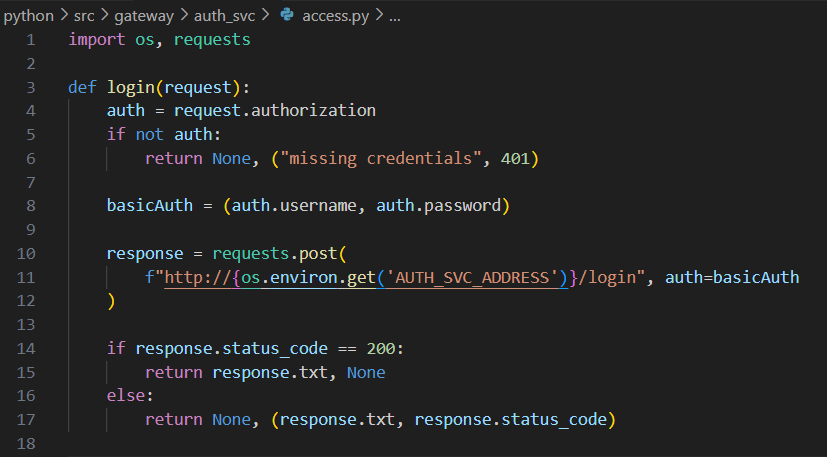 python > src > gateway > auth_svc > access.py > ...
1 import os, requests
2
3 def login(request):
4     auth = request.authorization
5     if not auth:
6         return None, ("missing credentials", 401)
7
8     basicAuth = (auth.username, auth.password)
9
10     response = requests.post(
11         f"http://{os.environ.get('AUTH_SVC_ADDRESS')}/login", auth=basicAuth
12     )
13
14     if response.status_code == 200:
15         return response.txt, None
16     else:
17         return None, (response.txt, response.status_code)
18